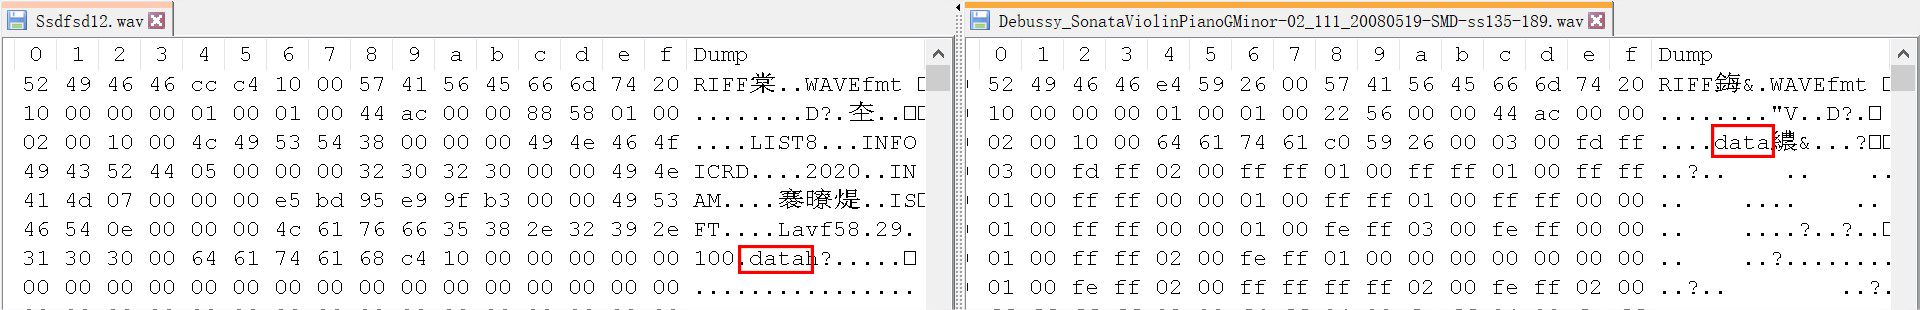 Ssdfsd12.wav
0 1 2 3 4 5 6 7 8 9 a b c d e f Dump
52 49 46 46 cc c4 10 00 57 41 56 45 66 6d 74 20 RIFF棠..WAVEfmt
10 00 00 00 01 00 01 00 44 ac 00 00 88 58 01 00 ........D?.圶..
02 00 10 00 4c 49 53 54 38 00 00 00 49 4e 46 4f ....LIST8...INFO
49 43 52 44 05 00 00 00 32 30 32 30 00 00 49 4e ICRD....2020..IN
41 4d 07 00 00 00 e5 bd 95 e9 9f b3 00 00 49 53 AM....褰曢煶..IS
46 54 0e 00 00 00 4c 61 76 66 35 38 2e 32 39 2e FT....Lavf58.29.
31 30 30 00 64 61 74 61 68 c4 10 00 00 00 00 00 100.datah?.....
00 00 00 00 00 00 00 00 00 00 00 00 00 00 00 00 ................
Debussy_SonataViolinPianoGMinor-02_111_20080519-SMD-ss135-189.wav
0 1 2 3 4 5 6 7 8 9 a b c d e f Dump
52 49 46 46 e4 59 26 00 57 41 56 45 66 6d 74 20 RIFF鋂&.WAVEfmt
10 00 00 00 01 00 01 00 22 56 00 00 44 ac 00 00 ........"V..D?.
02 00 10 00 64 61 74 61 c0 59 26 00 03 00 fd ff ....data繷&...?
03 00 fd ff 02 00 ff ff 01 00 ff ff 01 00 ff ff ..?.. .. ..
01 00 ff ff 00 00 01 00 ff ff 01 00 ff ff 00 00 .. .... ..
01 00 ff ff 00 00 01 00 fe ff 03 00 fe ff 00 00 .. ....?..?..
01 00 ff ff 02 00 fe ff 01 00 00 00 00 00 00 00 .. ..?........
01 00 fe ff 02 00 ff ff ff ff 02 00 fe ff 02 00 ..?.. ..?.